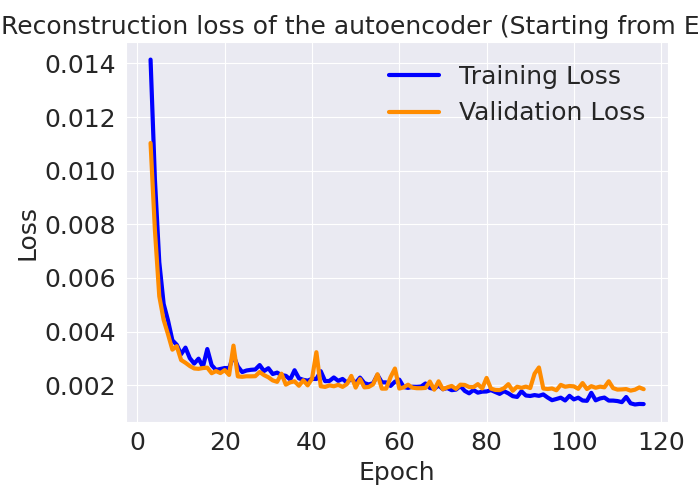 Reconstruction loss of the autoencoder (Starting from E
Training Loss
Validation Loss
Loss
0.014
0.012
0.010
0.008
0.006
0.004
0.002
0 20 40 60 80 100 120
Epoch